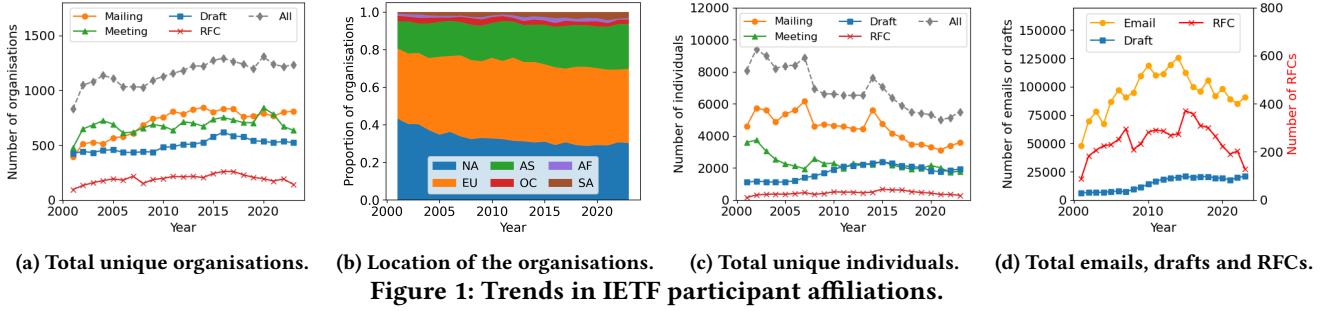 Mailing
Meeting
Draft
RFC
All
1500
1000
500
0
Number of organisations
2000 2005 2010 2015 2020
Year
(a) Total unique organisations.
1.0
0.8
0.6
0.4
0.2
0.0
Proportion of organisations
NA AS AF
EU OC SA
2000 2005 2010 2015 2020
Year
(b) Location of the organisations.
Mailing
Meeting
Draft
RFC
All
12000
10000
8000
6000
4000
2000
0
Number of individuals
2000 2005 2010 2015 2020
Year
(c) Total unique individuals.
Email
Draft
RFC
150000
125000
100000
75000
50000
25000
0
Number of emails or drafts
800
600
400
200
0
Number of RFCs
2000 2010 2020
Year
(d) Total emails, drafts and RFCs.
Figure 1: Trends in IETF participant affiliations.